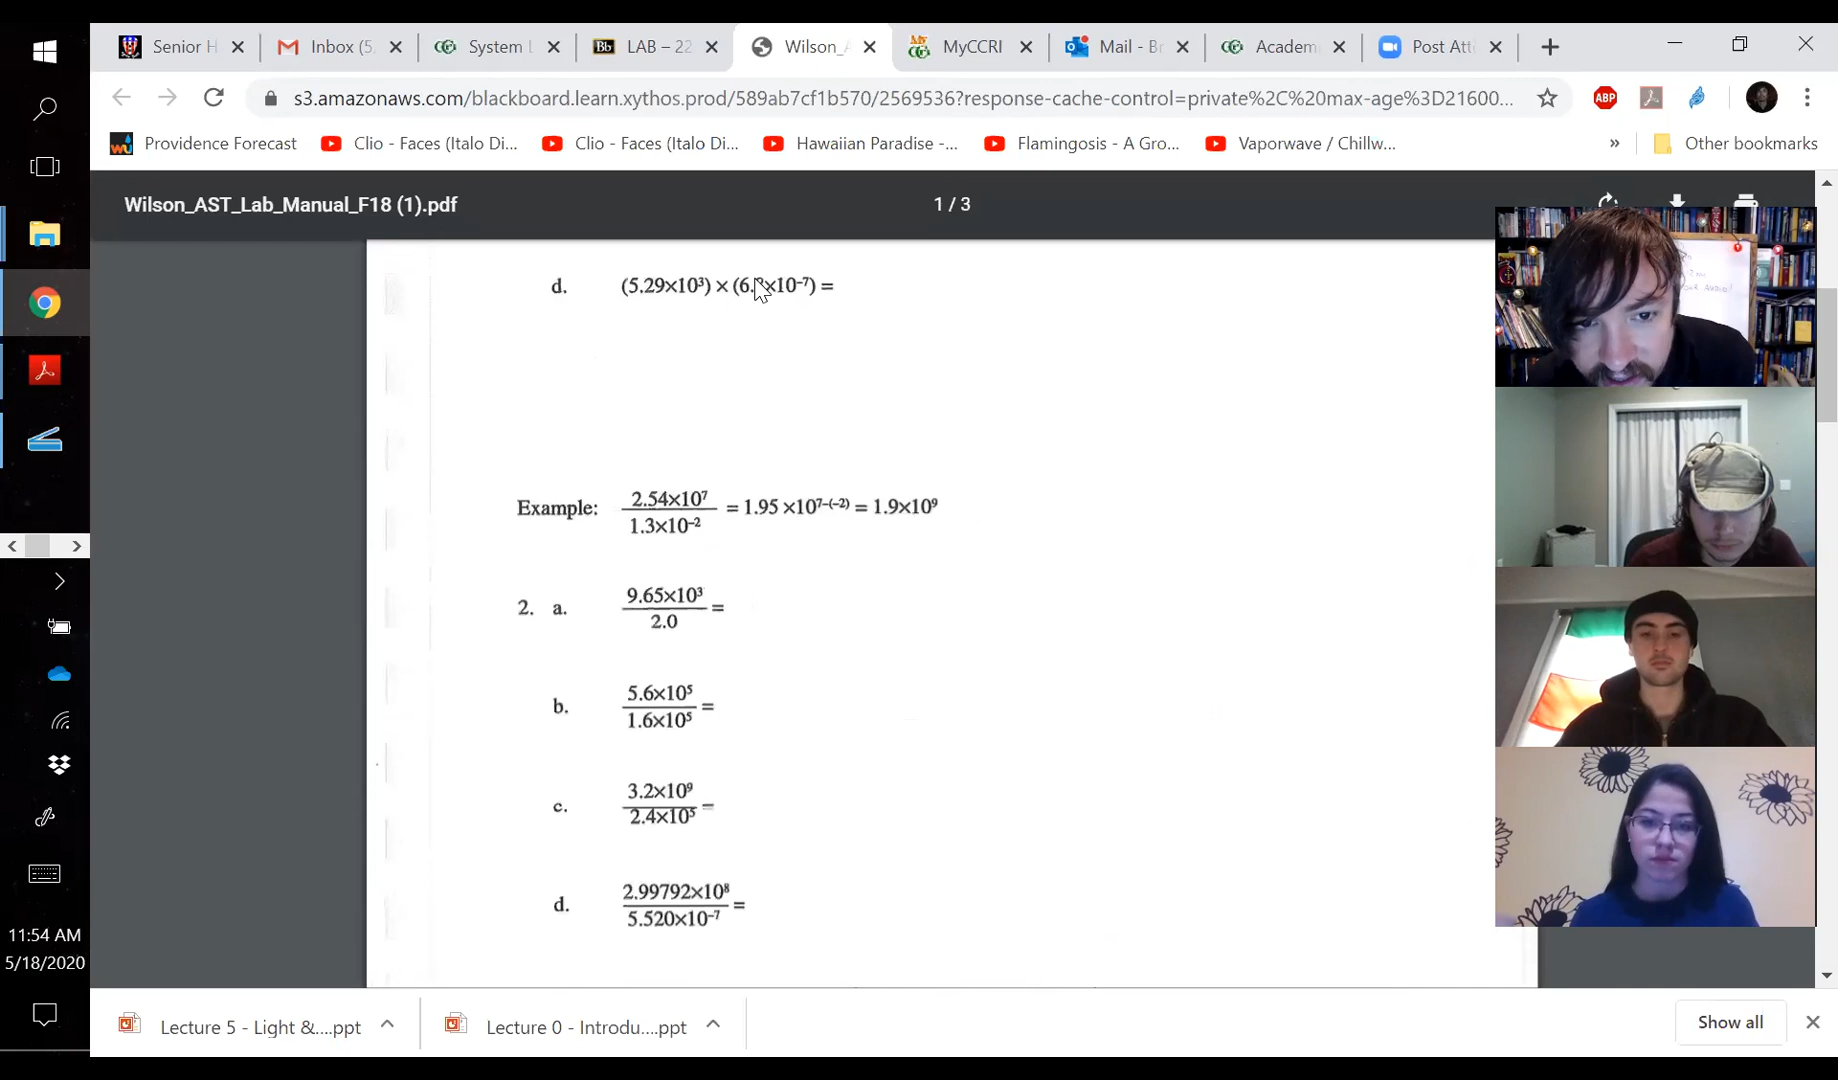 Senior H
Inbox (5
System L
LAB – 22
Wilson_
MyCCRI
Mail - Br
Academ
Post Att
s3.amazonaws.com/blackboard.learn.xythos.prod/589ab7cf1b570/2569536?response-cache-control=private%2C%20max-age%3D21600...
ABP
Providence Forecast
Clio - Faces (Italo Di...
Clio - Faces (Italo Di...
Hawaiian Paradise -...
Flamingosis - A Gro...
Vaporwave / Chillw...
»
Other bookmarks
Wilson_AST_Lab_Manual_F18 (1).pdf
1 / 3
d. (5.29×10³) × (6. ×10⁻⁷) =
Example: 2.54×10⁷ / 1.3×10⁻² = 1.95 ×10⁷⁻⁽⁻²⁾ = 1.9×10⁹
2. a. 9.65×10³ / 2.0 =
b. 5.6×10⁵ / 1.6×10⁵ =
c. 3.2×10⁹ / 2.4×10⁵ =
d. 2.99792×10⁸ / 5.520×10⁻⁷ =
11:54 AM
5/18/2020
Lecture 5 - Light &....ppt
Lecture 0 - Introdu....ppt
Show all